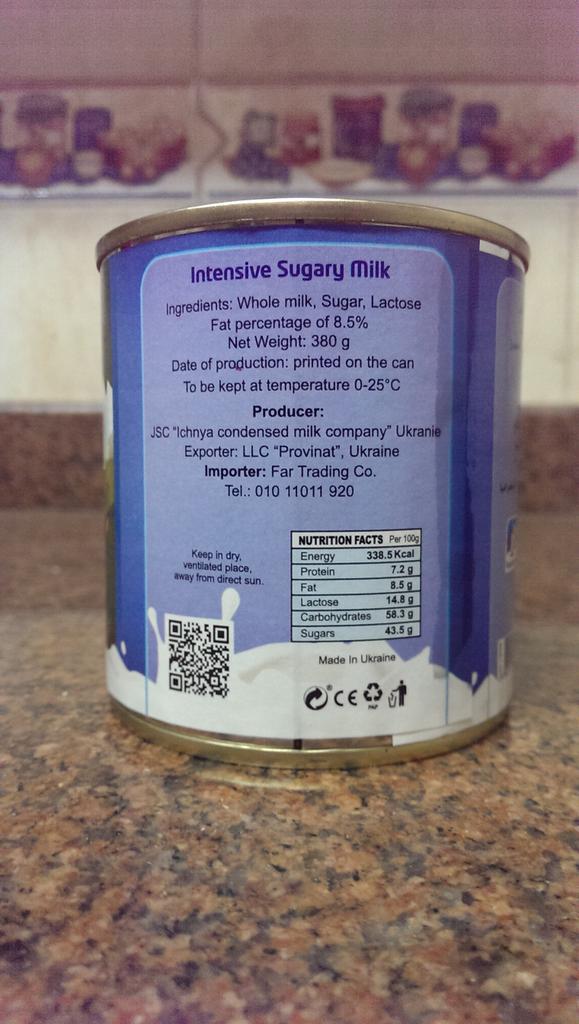 Intensive Sugary Milk
Ingredients: Whole milk, Sugar, Lactose
Fat percentage of 8.5%
Net Weight: 380 g
Date of production: printed on the can
To be kept at temperature 0-25°C
Producer:
JSC "Ichnya condensed milk company" Ukranie
Exporter: LLC "Provinat", Ukraine
Importer: Far Trading Co.
Tel.: 010 11011 920
Keep in dry,
ventilated place,
away from direct sun.
NUTRITION FACTS Per 100g
Energy 338.5 Kcal
Protein 7.2 g
Fat 8.5 g
Lactose 14.8 g
Carbohydrates 58.3 g
Sugars 43.5 g
Made In Ukraine
® CE
PAP